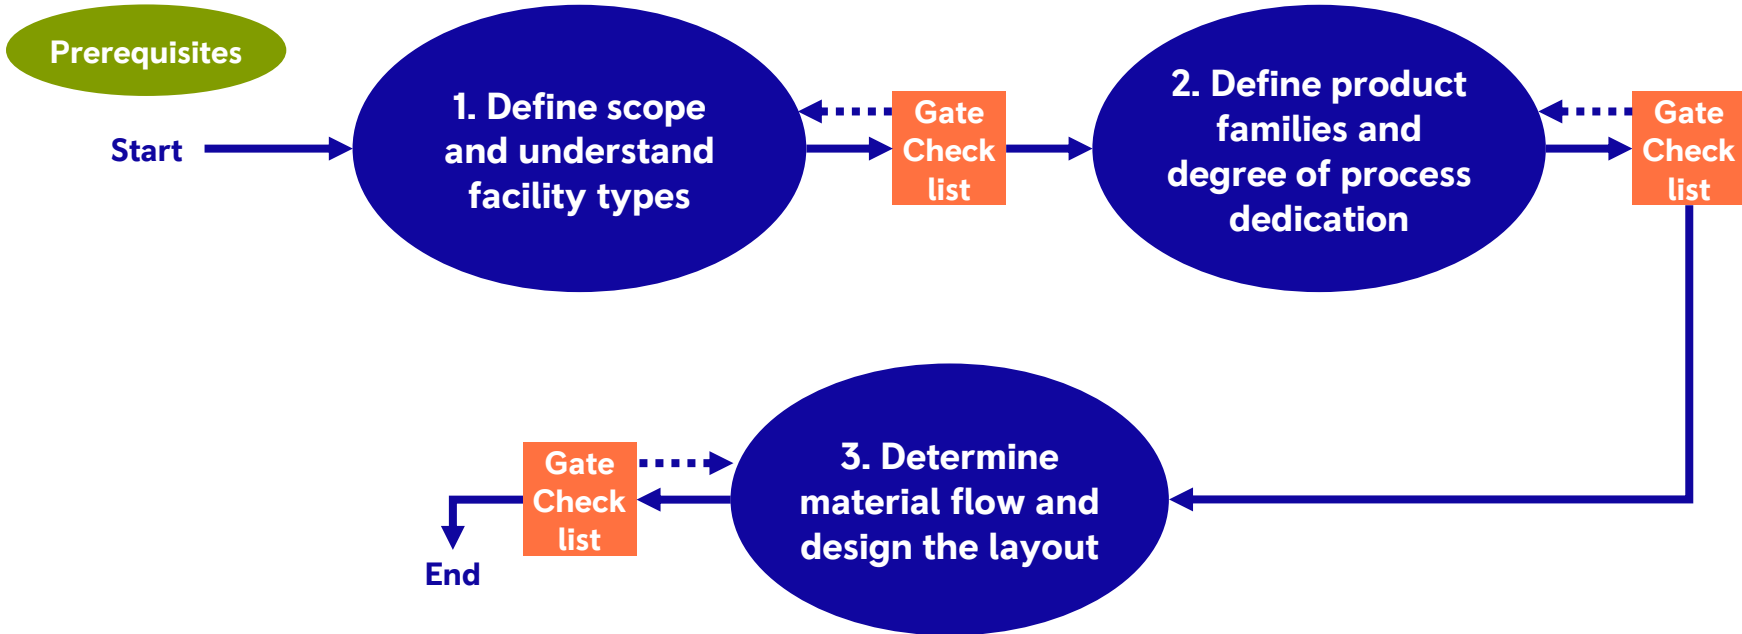 Prerequisites
Start
1. Define scope
and understand
facility types
Gate
Check
list
2. Define product
families and
degree of process
dedication
Gate
Check
list
3. Determine
material flow and
design the layout
Gate
Check
list
End